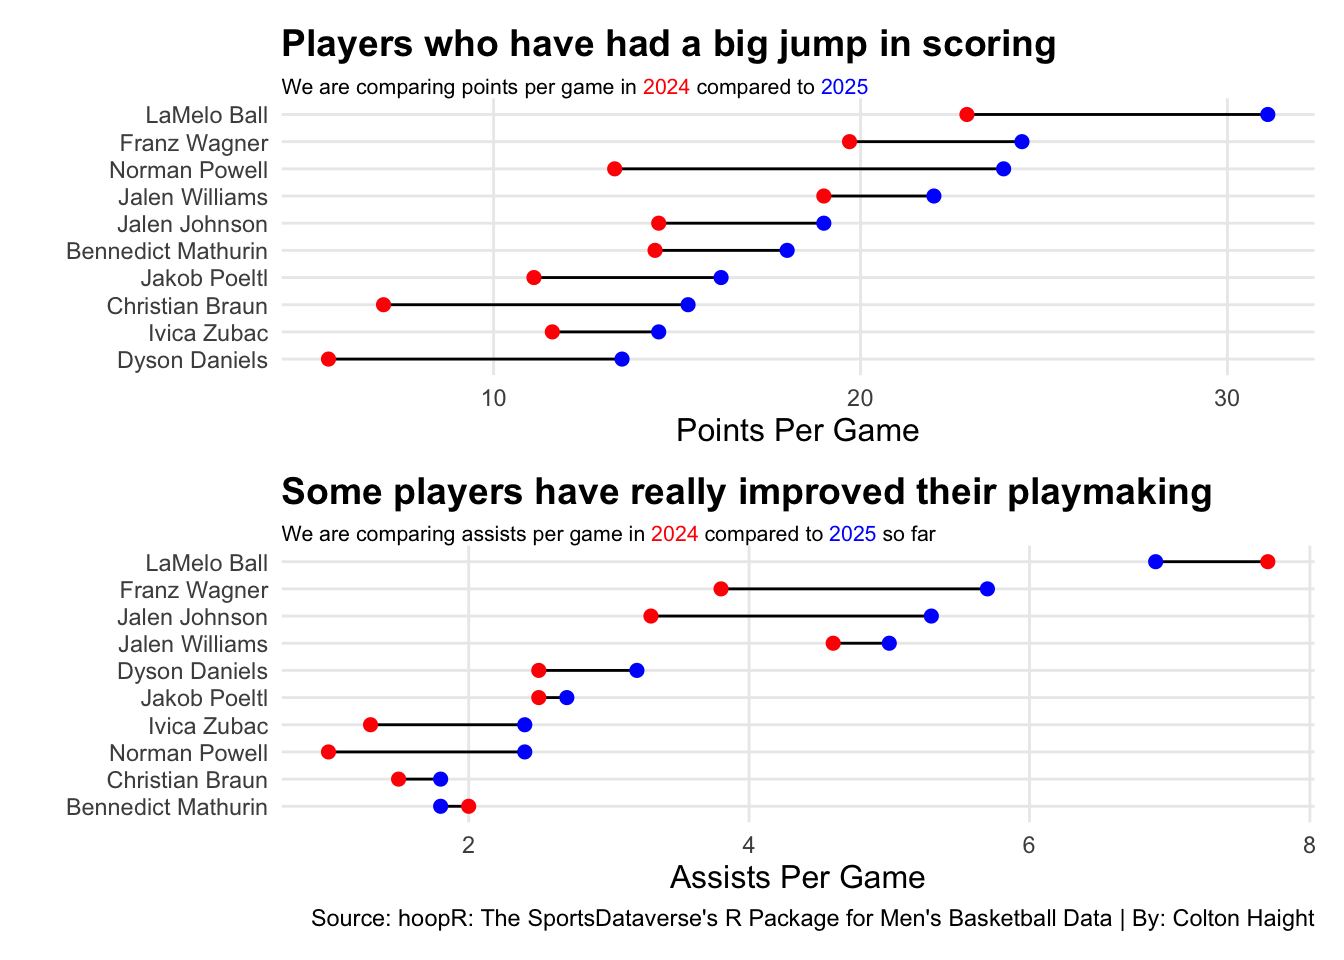 Players who have had a big jump in scoring
We are comparing points per game in 2024 compared to 2025
LaMelo Ball
Franz Wagner
Norman Powell
Jalen Williams
Jalen Johnson
Bennedict Mathurin
Jakob Poeltl
Christian Braun
Ivica Zubac
Dyson Daniels
10 20 30
Points Per Game
Some players have really improved their playmaking
We are comparing assists per game in 2024 compared to 2025 so far
LaMelo Ball
Franz Wagner
Jalen Johnson
Jalen Williams
Dyson Daniels
Jakob Poeltl
Ivica Zubac
Norman Powell
Christian Braun
Bennedict Mathurin
2 4 6 8
Assists Per Game
Source: hoopR: The SportsDataverse's R Package for Men's Basketball Data | By: Colton Haight